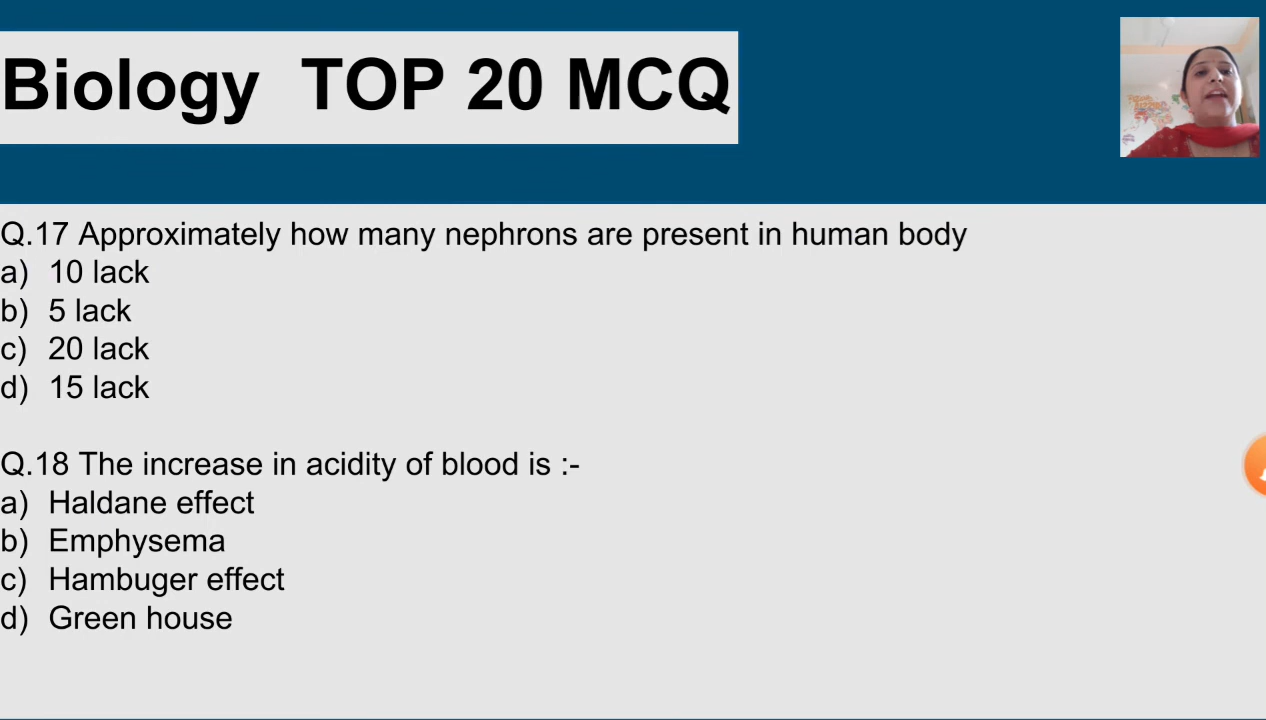 Biology TOP 20 MCQ
Q.17 Approximately how many nephrons are present in human body
a) 10 lack
b) 5 lack
c) 20 lack
d) 15 lack
Q.18 The increase in acidity of blood is :-
a) Haldane effect
b) Emphysema
c) Hambuger effect
d) Green house